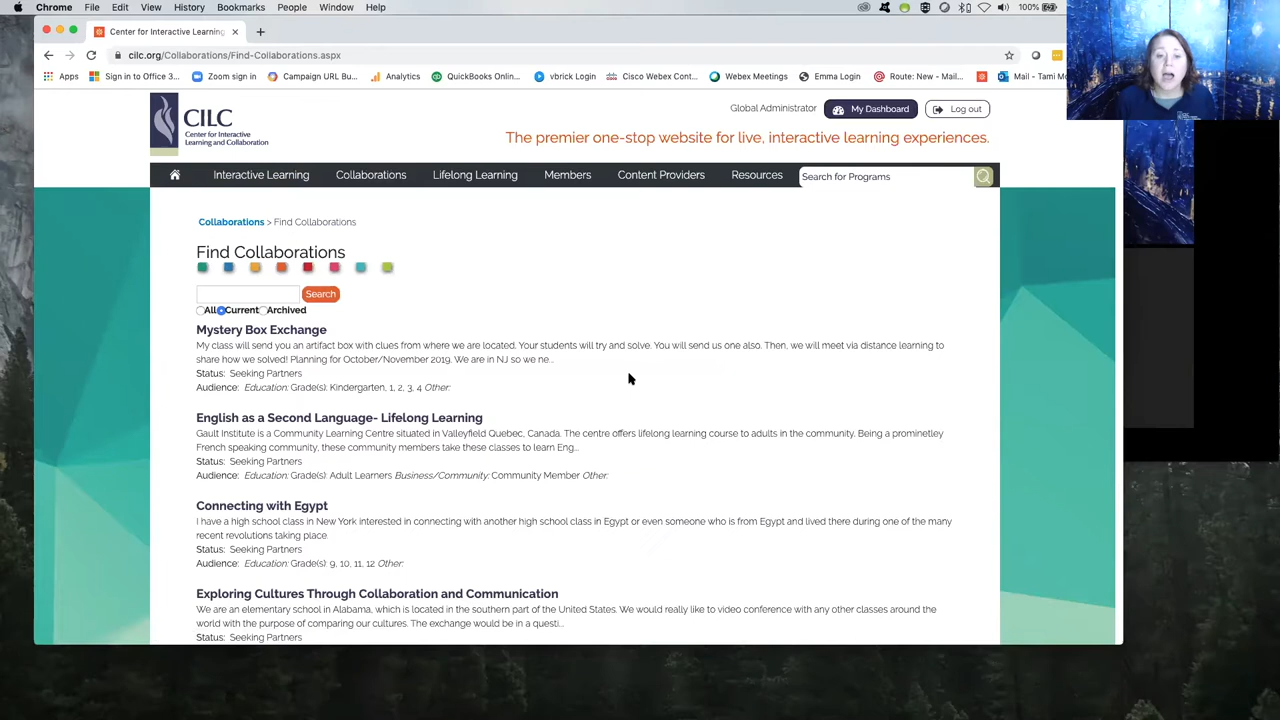 Chrome File Edit View History Bookmarks People Window Help 100%
Center for Interactive Learning
cilc.org/Collaborations/Find-Collaborations.aspx
Apps Sign in to Office 3... Zoom sign in Campaign URL Bu... Analytics QuickBooks Onlin... vbrick Login Cisco Webex Cont... Webex Meetings Emma Login Route: New - Mail... Mail - Tami Mo
CILC
Center for Interactive
Learning and Collaboration
Global Administrator My Dashboard Log out
The premier one-stop website for live, interactive learning experiences.
Interactive Learning Collaborations Lifelong Learning Members Content Providers Resources Search for Programs
Collaborations > Find Collaborations
Find Collaborations
Search
All Current Archived
Mystery Box Exchange
My class will send you an artifact box with clues from where we are located. Your students will try and solve. You will send us one also. Then, we will meet via distance learning to
share how we solved! Planning for October/November 2019. We are in NJ so we ne...
Status: Seeking Partners
Audience: Education: Grade(s): Kindergarten, 1, 2, 3, 4 Other:
English as a Second Language- Lifelong Learning
Gault Institute is a Community Learning Centre situated in Valleyfield Quebec, Canada. The centre offers lifelong learning course to adults in the community. Being a prominetley
French speaking community, these community members take these classes to learn Eng...
Status: Seeking Partners
Audience: Education: Grade(s): Adult Learners Business/Community: Community Member Other:
Connecting with Egypt
I have a high school class in New York interested in connecting with another high school class in Egypt or even someone who is from Egypt and lived there during one of the many
recent revolutions taking place.
Status: Seeking Partners
Audience: Education: Grade(s): 9, 10, 11, 12 Other:
Exploring Cultures Through Collaboration and Communication
We are an elementary school in Alabama, which is located in the southern part of the United States. We would really like to video conference with any other classes around the
world with the purpose of comparing our cultures. The exchange would be in a questi...
Status: Seeking Partners